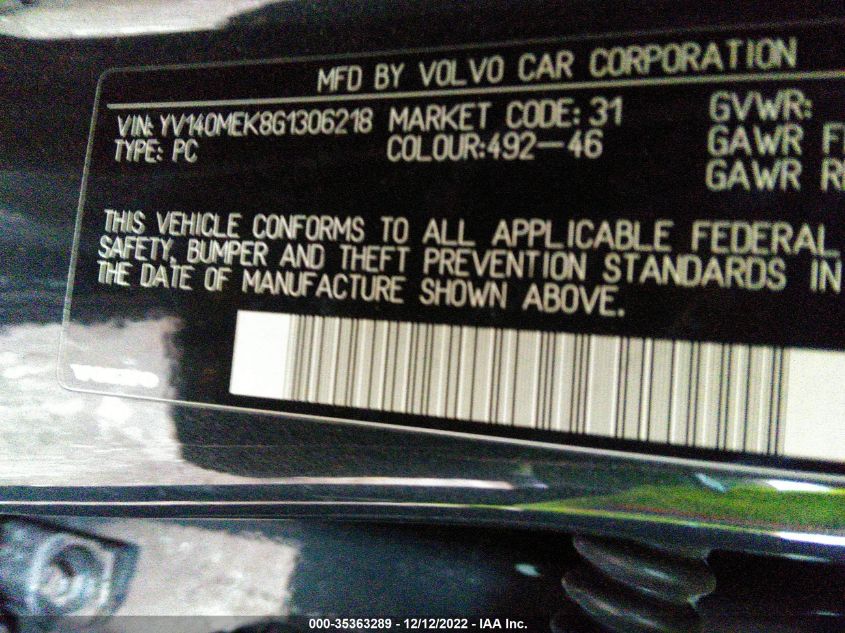 MFD BY VOLVO CAR CORPORATION
VIN: YV140MEK8G1306218 MARKET CODE: 31 GVWR:
TYPE: PC COLOUR:492-46 GAWR F
GAWR R
THIS VEHICLE CONFORMS TO ALL APPLICABLE FEDERAL
SAFETY, BUMPER AND THEFT PREVENTION STANDARDS IN
THE DATE OF MANUFACTURE SHOWN ABOVE.
VOLVO
000-35363289 - 12/12/2022 - IAA Inc.